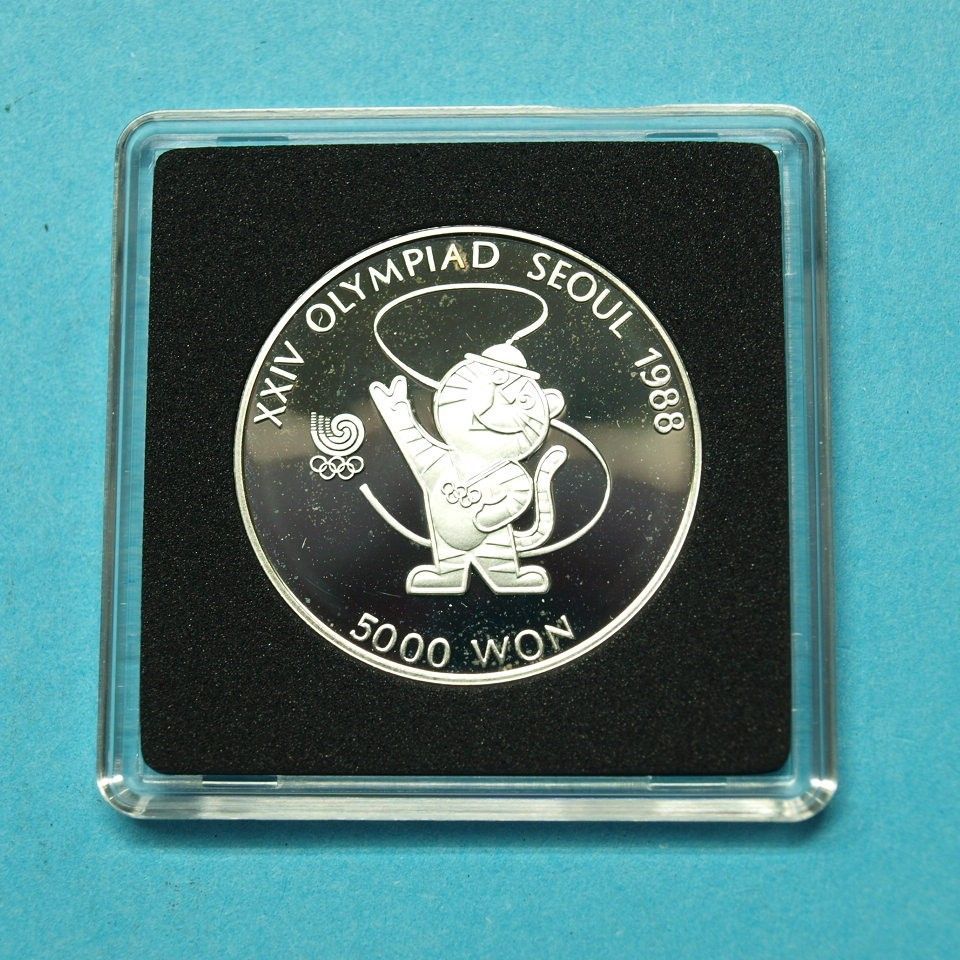 XXIV OLYMPIAD SEOUL 1988
5000 WON